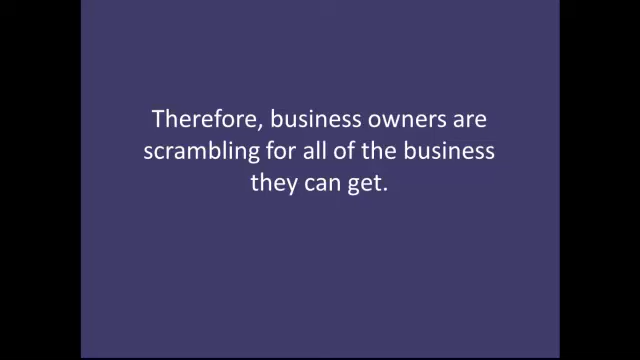 Therefore, business owners are
scrambling for all of the business
they can get.